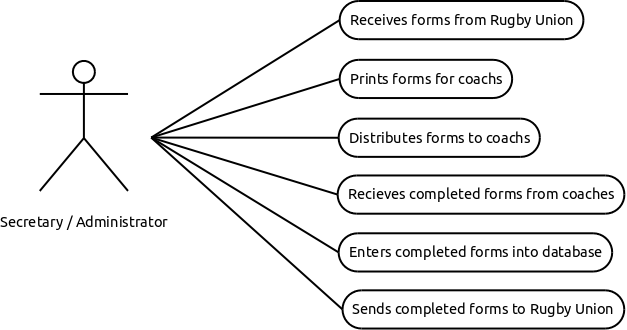 Receives forms from Rugby Union
Prints forms for coachs
Distributes forms to coachs
Recieves completed forms from coaches
Secretary / Administrator
Enters completed forms into database
Sends completed forms to Rugby Union